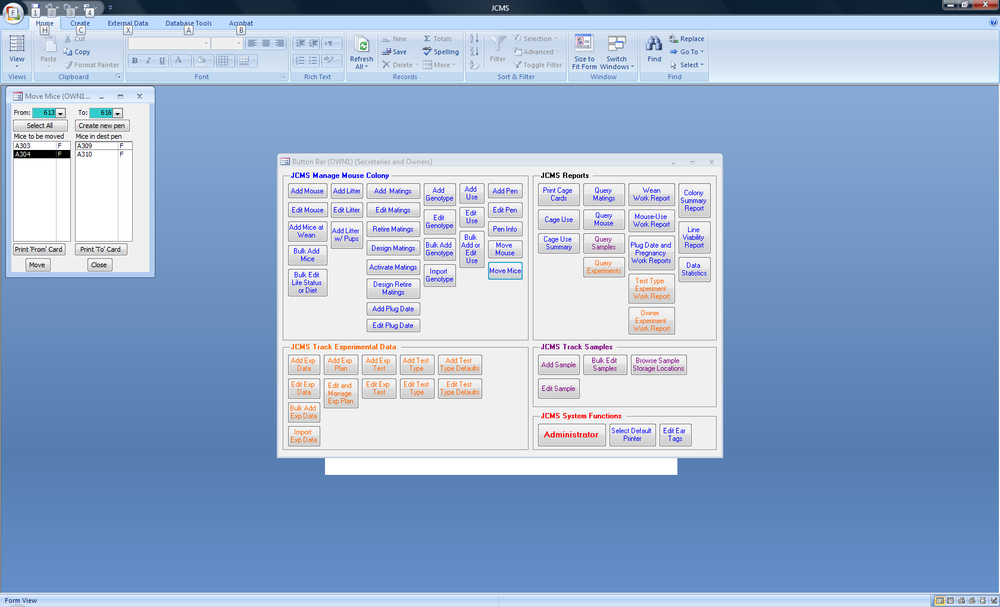 JCMS
F
1
2
3
4
Home
Create
External Data
Database Tools
Acrobat
H
C
X
A
B
View
Views
Paste
Cut
Copy
Format Painter
Clipboard
B I U A
Font
Rich Text
Refresh
All
New
Save
Delete
Totals
Spelling
More
Records
Filter
Selection
Advanced
Toggle Filter
Sort & Filter
Size to
Fit Form
Switch
Windows
Window
Find
Replace
Go To
Select
Find
Move Mice (OWN1...
From: 613 To: 616
Select All
Create new pen
Mice to be moved
Mice in dest pen
A303 F
A304 F
A309 F
A310 F
Print 'From' Card
Print 'To' Card
Move
Close
Button Bar (OWN1) {Secretaries and Owners}
JCMS Manage Mouse Colony
Add Mouse
Edit Mouse
Add Mice at
Wean
Bulk Add
Mice
Bulk Edit
Life Status
or Diet
Add Litter
Edit Litter
Add Litter
w/ Pups
Add Matings
Edit Matings
Retire Matings
Design Matings
Activate Matings
Design Retire
Matings
Add Plug Date
Edit Plug Date
Add
Genotype
Edit
Genotype
Bulk Add
Genotype
Import
Genotype
Add
Use
Edit
Use
Bulk
Add or
Edit
Use
Add Pen
Edit Pen
Pen Info
Move
Mouse
Move Mice
JCMS Reports
Print Cage
Cards
Cage Use
Cage Use
Summary
Query
Matings
Query
Mouse
Query
Samples
Query
Experiments
Wean
Work Report
Mouse-Use
Work Report
Plug Date and
Pregnancy
Work Reports
Test Type
Experiment
Work Report
Owner
Experiment
Work Report
Colony
Summary
Report
Line
Viability
Report
Data
Statistics
JCMS Track Experimental Data
Add Exp
Data
Edit Exp
Data
Bulk Add
Exp Data
Import
Exp Data
Add Exp
Plan
Edit and
Manage
Exp Plan
Add Exp
Test
Edit Exp
Test
Add Test
Type
Edit Test
Type
Add Test
Type Defaults
Edit Test
Type Defaults
JCMS Track Samples
Add Sample
Edit Sample
Bulk Edit
Samples
Browse Sample
Storage Locations
JCMS System Functions
Administrator
Select Default
Printer
Edit Ear
Tags
Form View